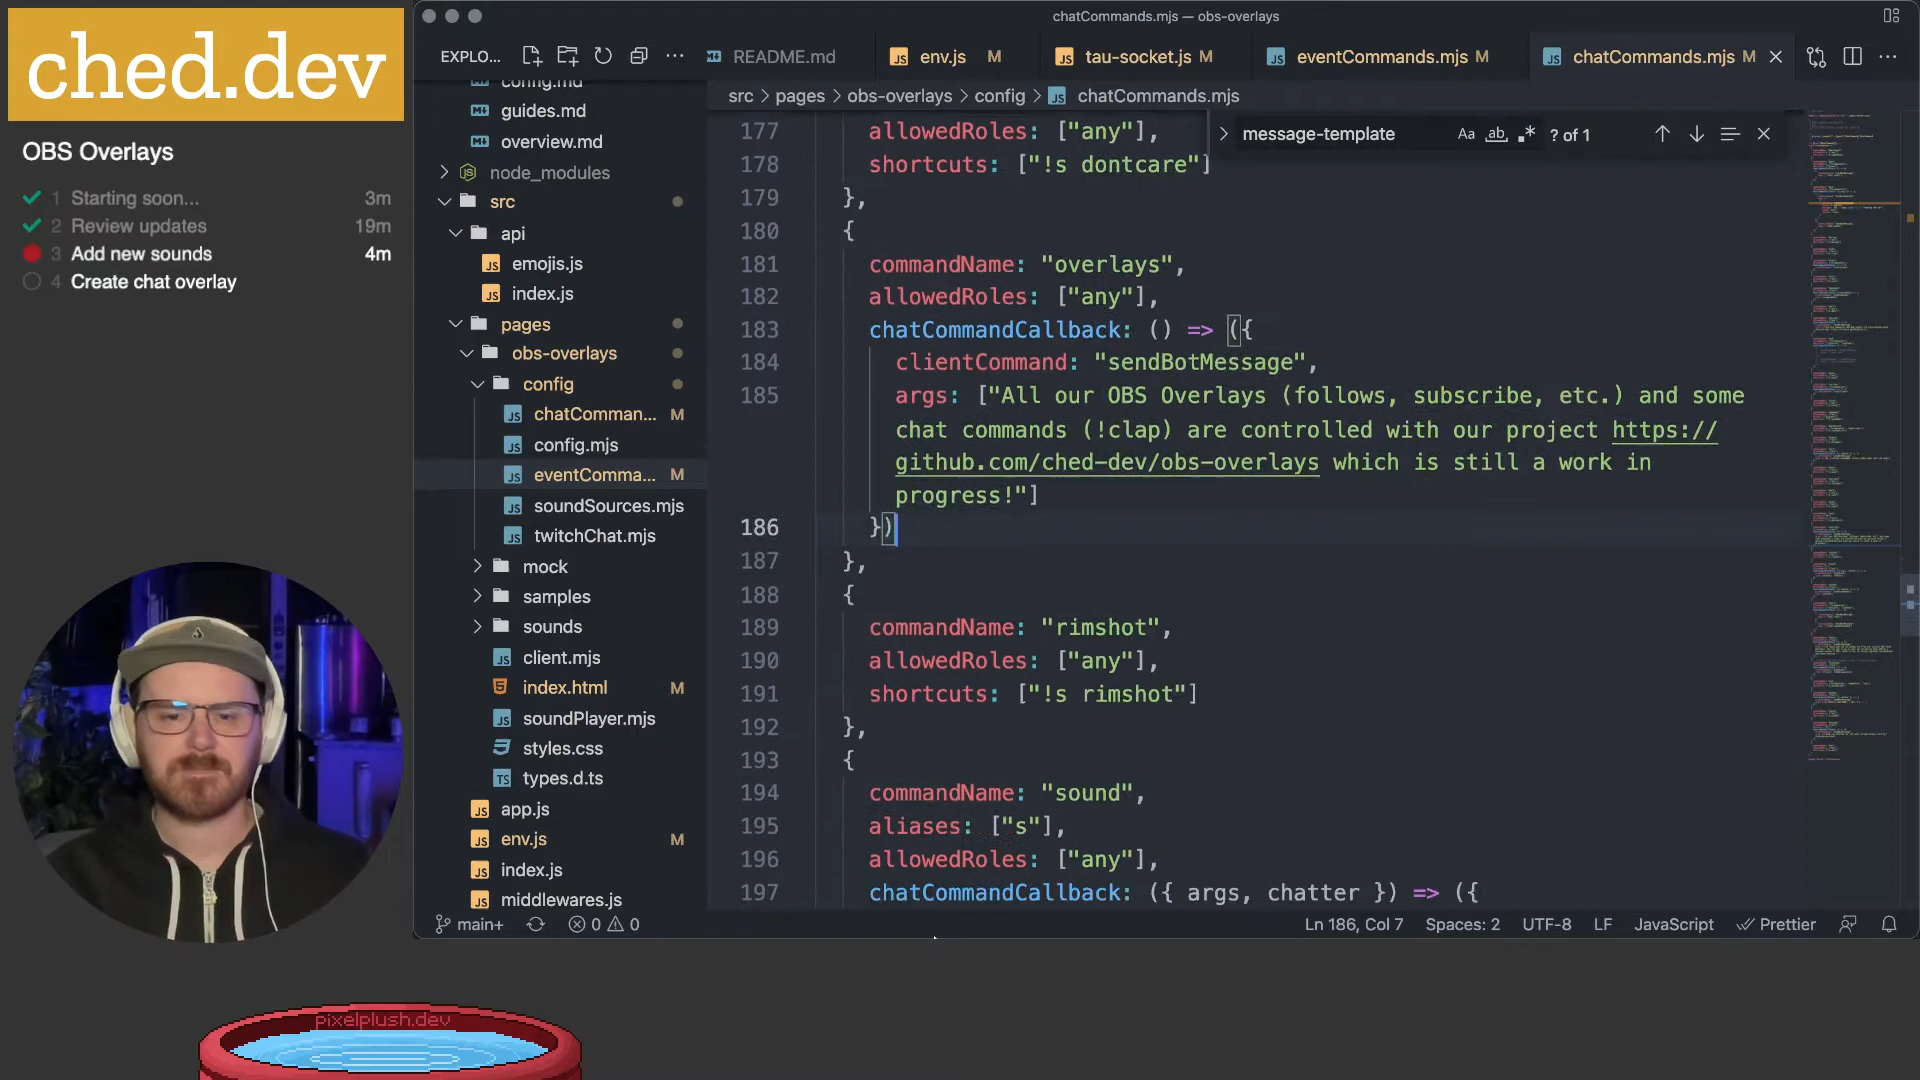 ched.dev
OBS Overlays
1 Starting soon... 3m
2 Review updates 19m
3 Add new sounds 4m
4 Create chat overlay
chatCommands.mjs — obs-overlays
EXPLO...
README.md
env.js M
tau-socket.js M
eventCommands.mjs M
chatCommands.mjs M
src > pages > obs-overlays > config > chatCommands.mjs
message-template
Aa ab ? of 1
config.md
guides.md
overview.md
node_modules
src
api
emojis.js
index.js
pages
obs-overlays
config
chatComman... M
config.mjs
eventComma... M
soundSources.mjs
twitchChat.mjs
mock
samples
sounds
client.mjs
index.html M
soundPlayer.mjs
styles.css
types.d.ts
app.js
env.js M
index.js
middlewares.js
177 allowedRoles: ["any"],
178 shortcuts: ["!s dontcare"]
179 },
180 {
181 commandName: "overlays",
182 allowedRoles: ["any"],
183 chatCommandCallback: () => ({
184 clientCommand: "sendBotMessage",
185 args: ["All our OBS Overlays (follows, subscribe, etc.) and some
chat commands (!clap) are controlled with our project https://
github.com/ched-dev/obs-overlays which is still a work in
progress!"]
186 })
187 },
188 {
189 commandName: "rimshot",
190 allowedRoles: ["any"],
191 shortcuts: ["!s rimshot"]
192 },
193 {
194 commandName: "sound",
195 aliases: ["s"],
196 allowedRoles: ["any"],
197 chatCommandCallback: ({ args, chatter }) => ({
main+ 0 0
Ln 186, Col 7 Spaces: 2 UTF-8 LF JavaScript Prettier
pixelplush.dev